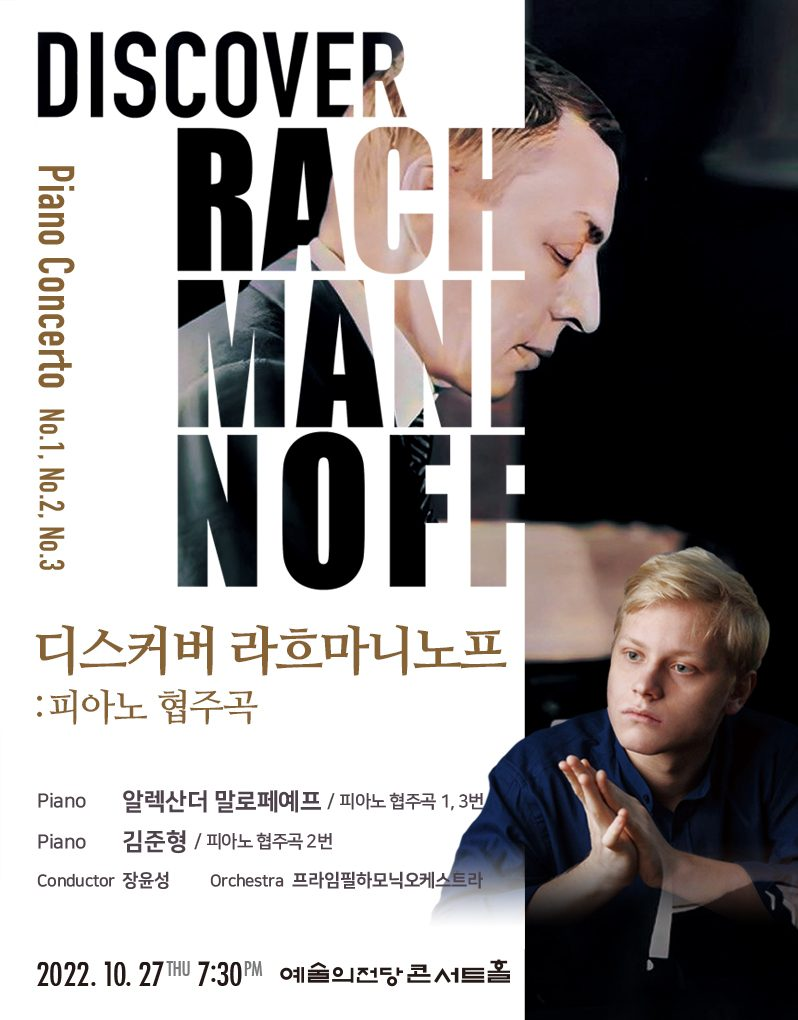 DISCOVER
RACH
MANI
NOFF
Piano Concerto No.1, No.2, No.3
디스커버 라흐마니노프
: 피아노 협주곡
Piano 알렉산더 말로페예프 / 피아노 협주곡 1, 3번
Piano 김준형 / 피아노 협주곡 2번
Conductor 장윤성 Orchestra 프라임필하모닉오케스트라
2022. 10. 27 THU 7:30 PM 예술의전당 콘서트홀